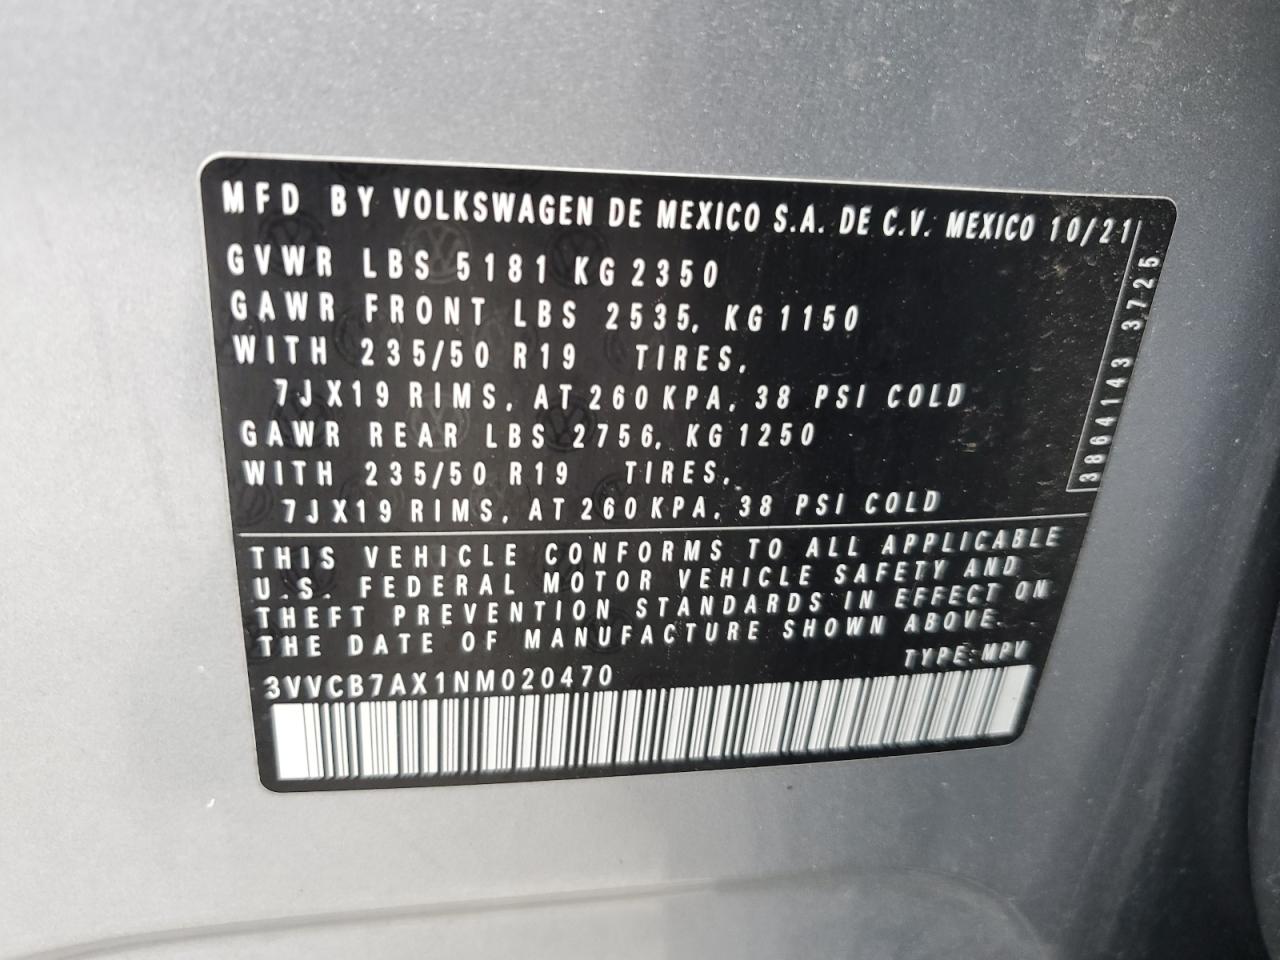 MFD BY VOLKSWAGEN DE MEXICO S.A. DE C.V. MEXICO 10/21
GVWR LBS 5181 KG 2350
GAWR FRONT LBS 2535, KG 1150
WITH 235/50 R19 TIRES,
7JX19 RIMS, AT 260 KPA, 38 PSI COLD
GAWR REAR LBS 2756, KG 1250
WITH 235/50 R19 TIRES,
7JX19 RIMS, AT 260 KPA, 38 PSI COLD
3864143 3725
THIS VEHICLE CONFORMS TO ALL APPLICABLE
U.S. FEDERAL MOTOR VEHICLE SAFETY AND
THEFT PREVENTION STANDARDS IN EFFECT ON
THE DATE OF MANUFACTURE SHOWN ABOVE.
TYPE: MPV
3VVCB7AX1NM020470